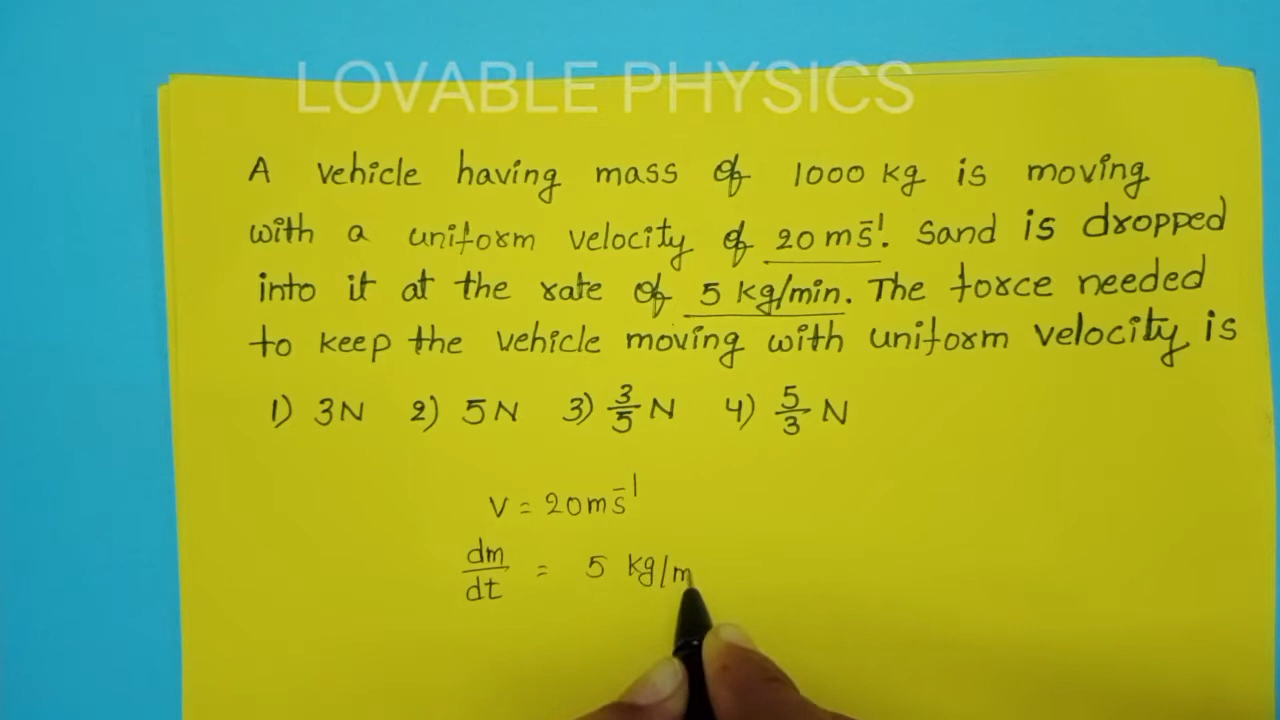 LOVABLE PHYSICS
A vehicle having mass of 1000 kg is moving
with a uniform velocity of 20 ms⁻¹. Sand is dropped
into it at the rate of 5 kg/min. The force needed
to keep the vehicle moving with uniform velocity is
1) 3N 2) 5N 3) 3/5 N 4) 5/3 N
V = 20ms⁻¹
dm/dt = 5 kg/m